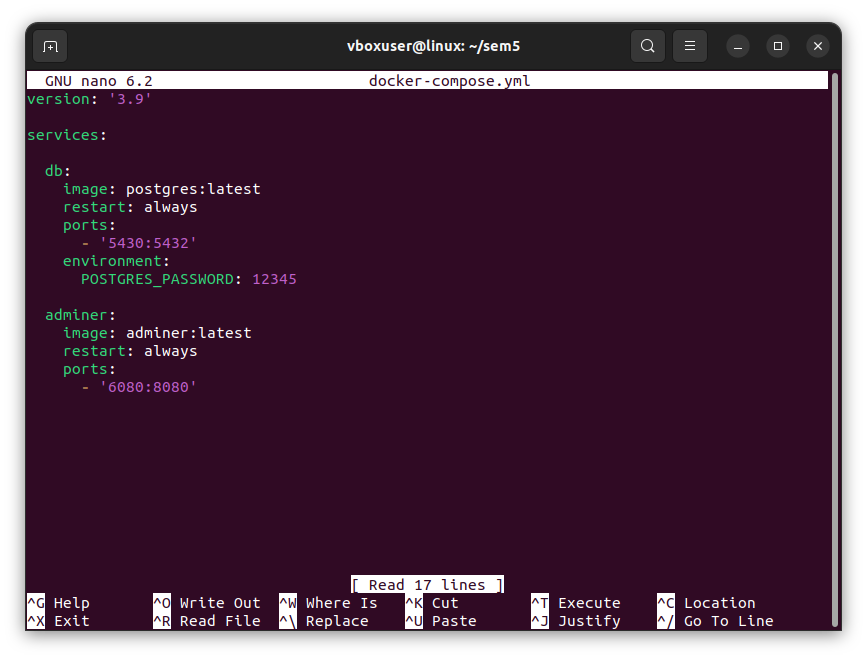 vboxuser@linux: ~/sem5
GNU nano 6.2 docker-compose.yml
version: '3.9'
services:
db:
image: postgres:latest
restart: always
ports:
- '5430:5432'
environment:
POSTGRES_PASSWORD: 12345
adminer:
image: adminer:latest
restart: always
ports:
- '6080:8080'
[ Read 17 lines ]
^G Help ^O Write Out ^W Where Is ^K Cut ^T Execute ^C Location
^X Exit ^R Read File ^\ Replace ^U Paste ^J Justify ^/ Go To Line